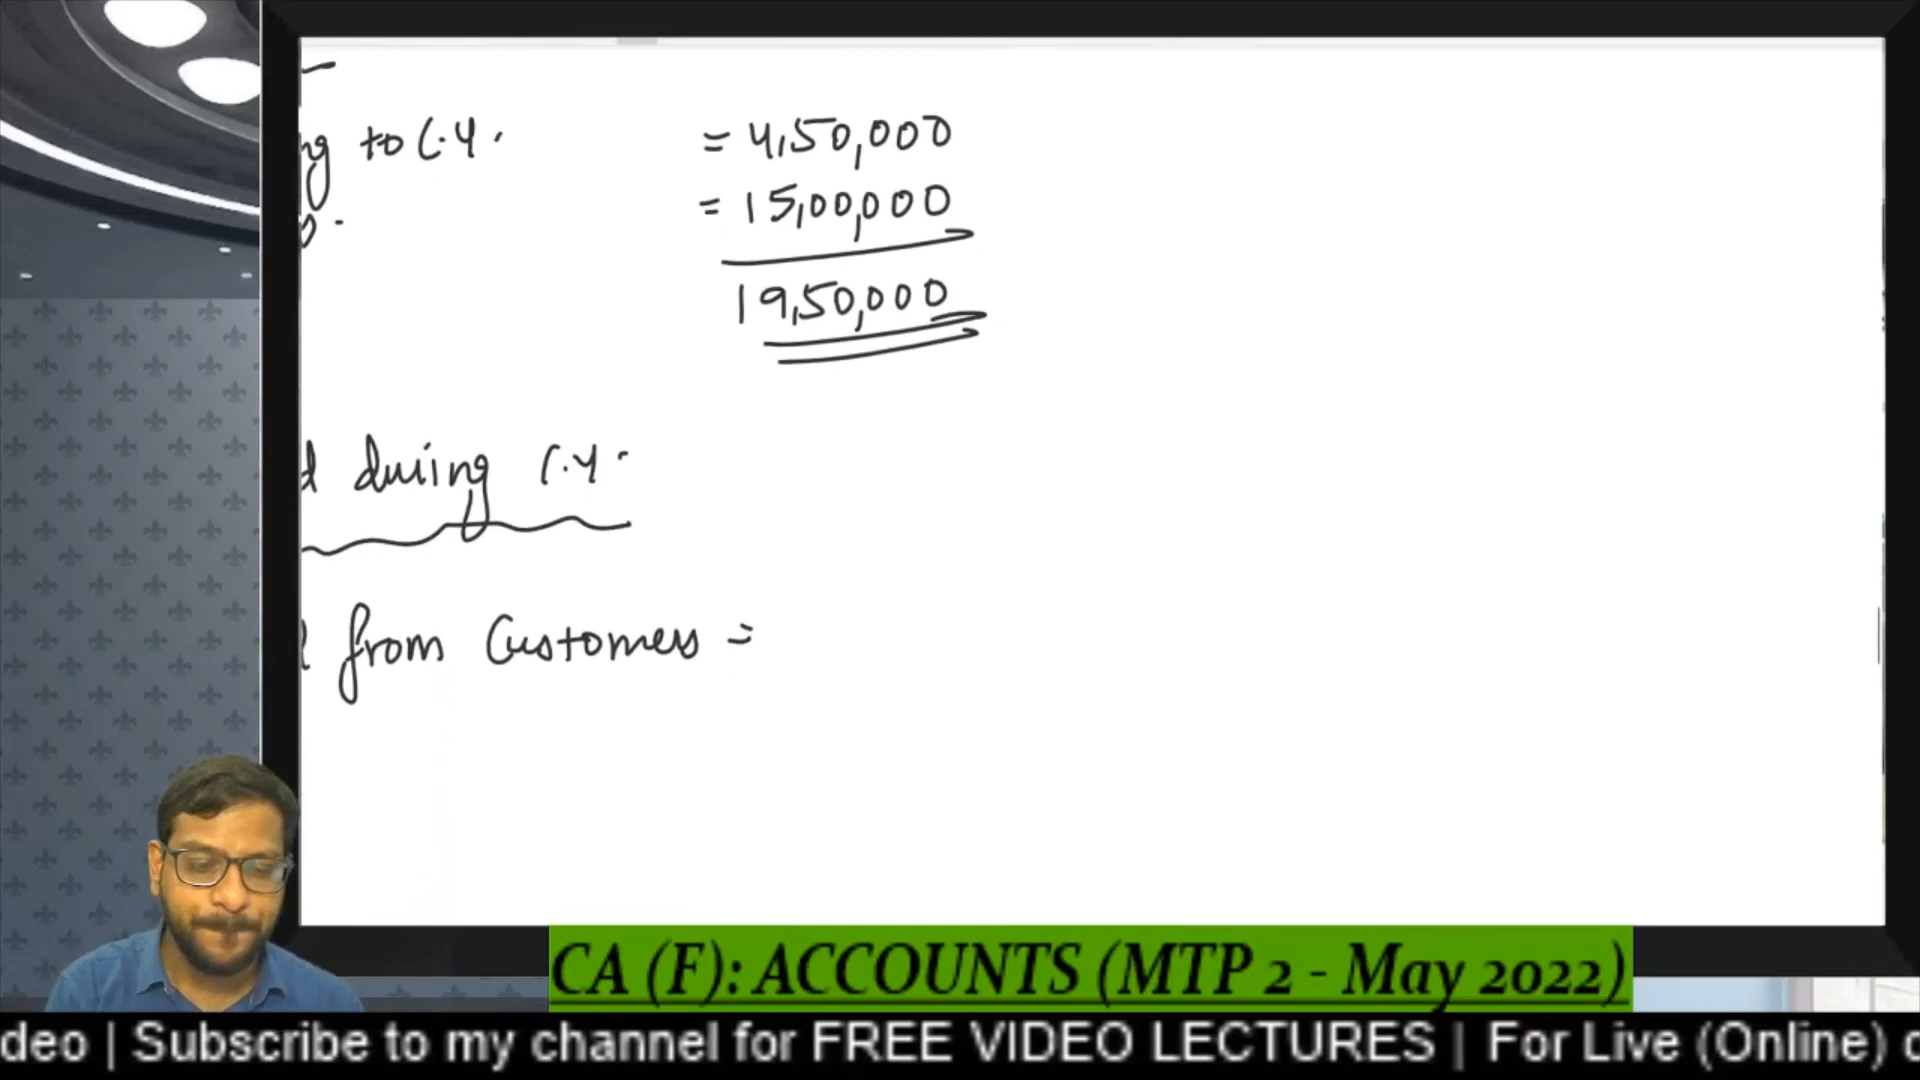 to C.Y.
= 4,50,000
= 15,00,000
19,50,000
during C.Y.
from Customers =
CA (F): ACCOUNTS (MTP 2 - May 2022)
deo | Subscribe to my channel for FREE VIDEO LECTURES | For Live (Online)